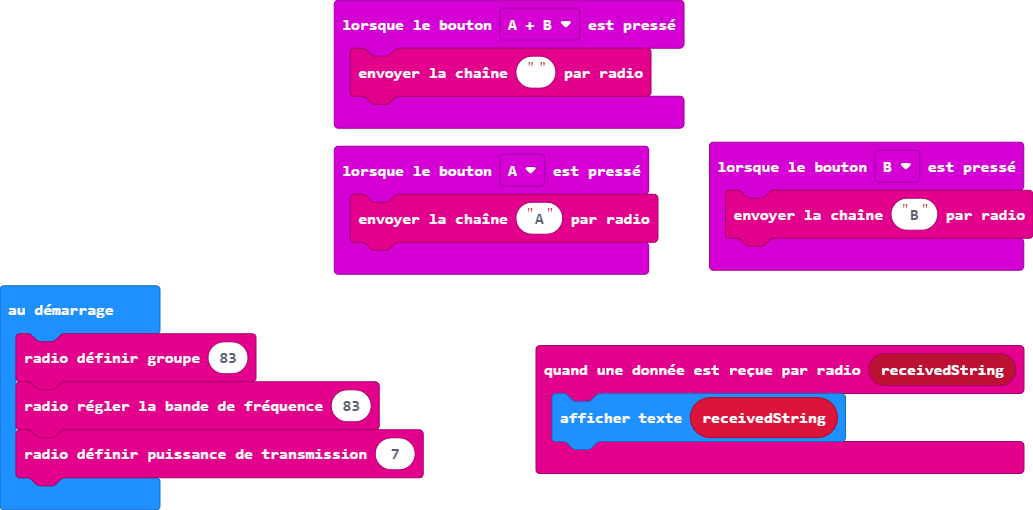 lorsque le bouton A + B est pressé
envoyer la chaîne " " par radio
lorsque le bouton A est pressé
envoyer la chaîne "A" par radio
lorsque le bouton B est pressé
envoyer la chaîne "B" par radio
au démarrage
radio définir groupe 83
radio régler la bande de fréquence 83
radio définir puissance de transmission 7
quand une donnée est reçue par radio receivedString
afficher texte receivedString